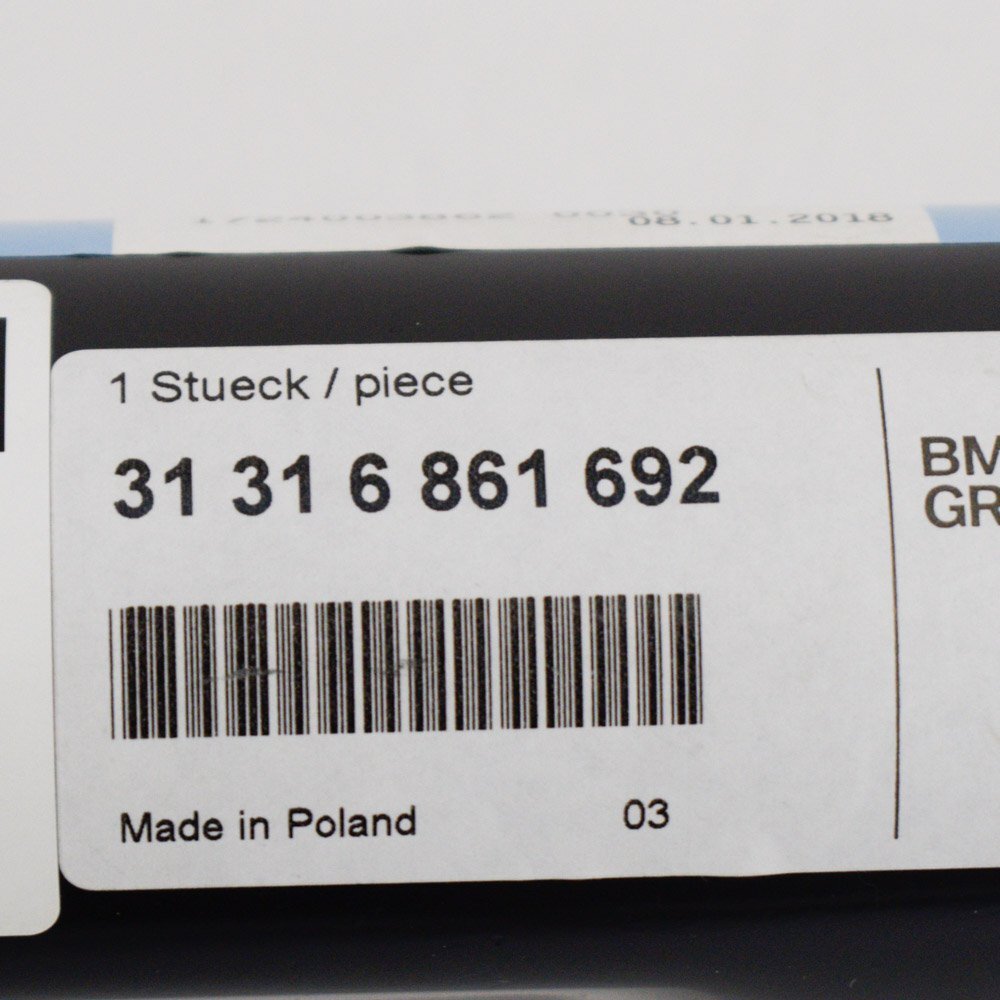 08.01.2018
1 Stueck / piece
31 31 6 861 692
BM
GR
Made in Poland 03